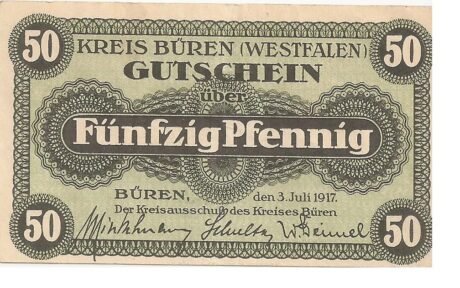 50 KREIS BÜREN (WESTFALEN) 50
GUTSCHEIN
über
Fünfzig Pfennig
BÜREN, den 3. Juli 1917.
Der Kreisausschuß des Kreises Büren
50 50